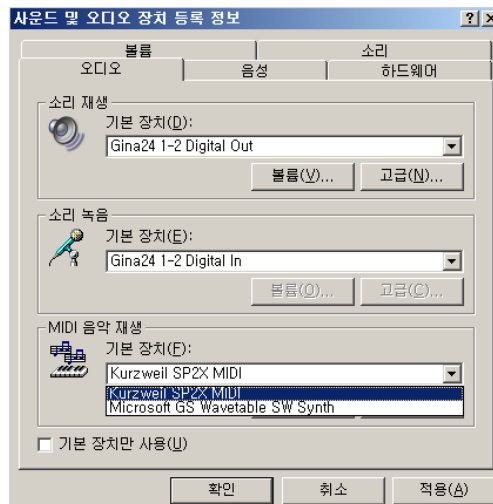 사운드 및 오디오 장치 등록 정보
볼륨 소리
오디오 음성 하드웨어
소리 재생
기본 장치(D):
Gina24 1-2 Digital Out
볼륨(V)... 고급(N)...
소리 녹음
기본 장치(E):
Gina24 1-2 Digital In
볼륨(O)... 고급(C)...
MIDI 음악 재생
기본 장치(F):
Kurzweil SP2X MIDI
Kurzweil SP2X MIDI
Microsoft GS Wavetable SW Synth
기본 장치만 사용(U)
확인 취소 적용(A)